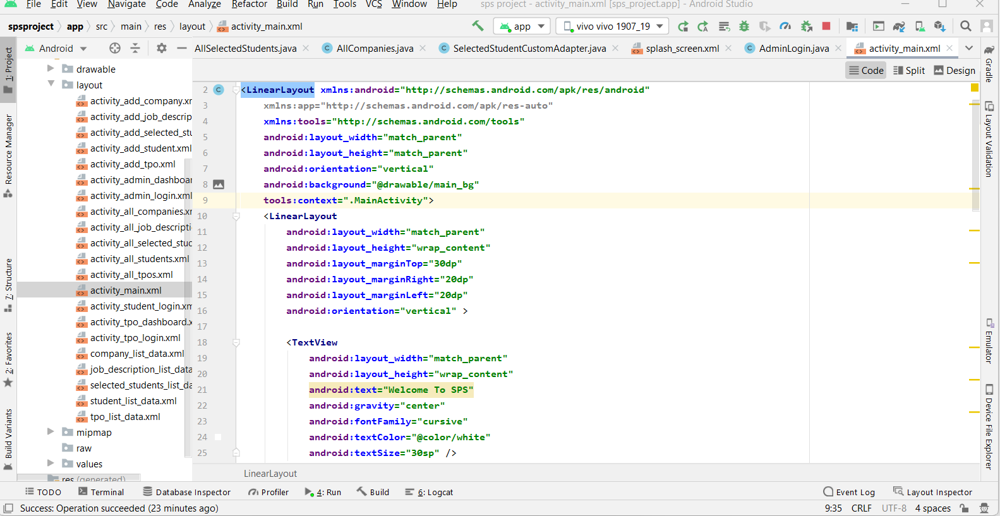 File Edit View Navigate Code Analyze Refactor Build Run Tools VCS Window Help sps project - activity_main.xml [sps_project.app] - Android Studio
spsproject app src main res layout activity_main.xml app vivo vivo 1907_19
Android AllSelectedStudents.java AllCompanies.java SelectedStudentCustomAdapter.java splash_screen.xml AdminLogin.java activity_main.xml
Code Split Design
1: Project
Resource Manager
7: Structure
2: Favorites
Build Variants
drawable
layout
activity_add_company.xr
activity_add_job_descrip
activity_add_selected_stu
activity_add_student.xml
activity_add_tpo.xml
activity_admin_dashboar
activity_admin_login.xml
activity_all_companies.xr
activity_all_job_descripti
activity_all_selected_stuc
activity_all_students.xml
activity_all_tpos.xml
activity_main.xml
activity_student_login.xm
activity_tpo_dashboard.x
activity_tpo_login.xml
company_list_data.xml
job_description_list_data
selected_students_list_da
student_list_data.xml
tpo_list_data.xml
mipmap
raw
values
res (generated)
2 <LinearLayout xmlns:android="http://schemas.android.com/apk/res/android"
3 xmlns:app="http://schemas.android.com/apk/res-auto"
4 xmlns:tools="http://schemas.android.com/tools"
5 android:layout_width="match_parent"
6 android:layout_height="match_parent"
7 android:orientation="vertical"
8 android:background="@drawable/main_bg"
9 tools:context=".MainActivity">
10 <LinearLayout
11 android:layout_width="match_parent"
12 android:layout_height="wrap_content"
13 android:layout_marginTop="30dp"
14 android:layout_marginRight="20dp"
15 android:layout_marginLeft="20dp"
16 android:orientation="vertical" >
17
18 <TextView
19 android:layout_width="match_parent"
20 android:layout_height="wrap_content"
21 android:text="Welcome To SPS"
22 android:gravity="center"
23 android:fontFamily="cursive"
24 android:textColor="@color/white"
25 android:textSize="30sp" />
LinearLayout
Gradle
Layout Validation
Emulator
Device File Explorer
TODO Terminal Database Inspector Profiler 4: Run Build 6: Logcat Event Log Layout Inspector
Success: Operation succeeded (23 minutes ago) 9:35 CRLF UTF-8 4 spaces